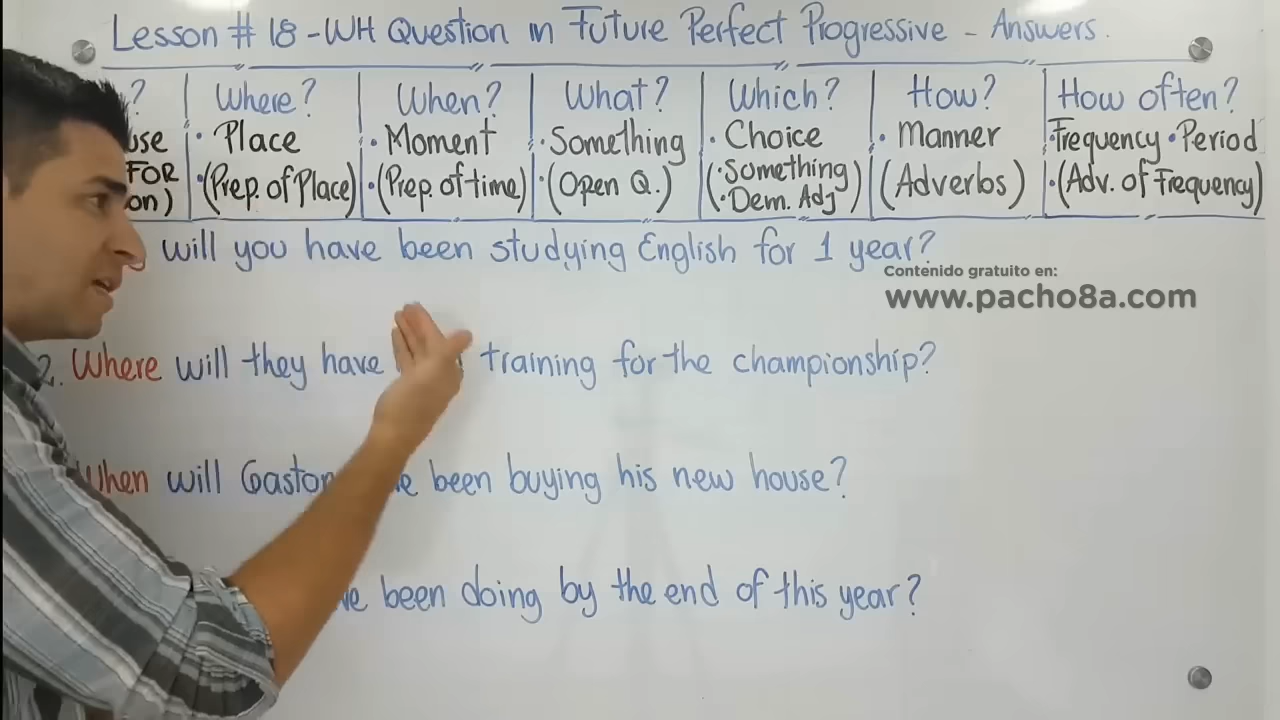 Lesson # 18 - WH Question in Future Perfect Progressive - Answers.
? Where? When? What? Which? How? How often?
use · Place · Moment · Something · Choice · Manner · Frequency · Period
FOR · (Prep. of Place) · (Prep. of time) · (Open Q.) (· Something (Adverbs) · (Adv. of Frequency)
on) · Dem. Adj)
will you have been studying English for 1 year?
Contenido gratuito en:
www.pacho8a.com
2. Where will they have training for the championship?
When will Gaston been buying his new house?
been doing by the end of this year?